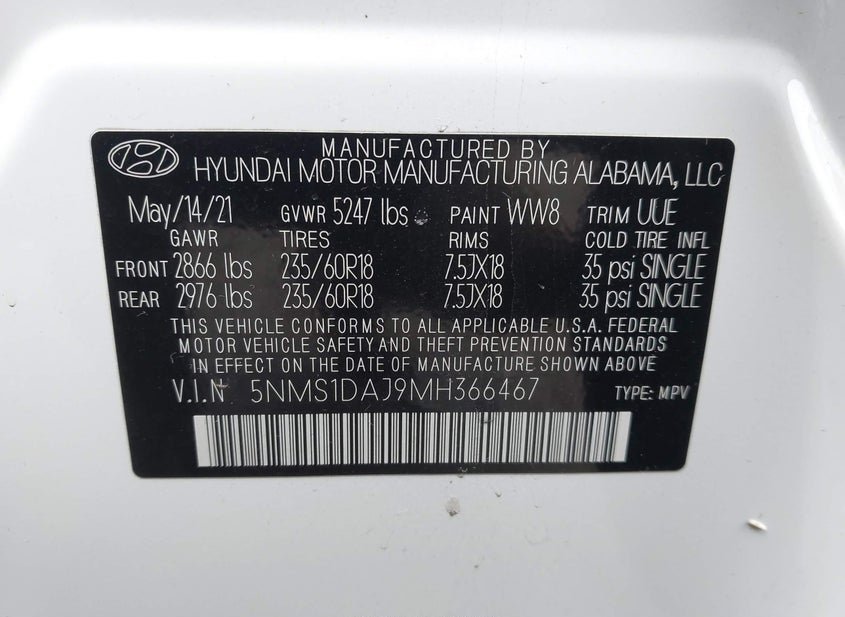 MANUFACTURED BY
HYUNDAI MOTOR MANUFACTURING ALABAMA, LLC
May/14/21 GVWR 5247 lbs PAINT WW8 TRIM UUE
GAWR TIRES RIMS COLD TIRE INFL
FRONT 2866 lbs 235/60R18 7.5JX18 35 psi SINGLE
REAR 2976 lbs 235/60R18 7.5JX18 35 psi SINGLE
THIS VEHICLE CONFORMS TO ALL APPLICABLE U.S.A. FEDERAL
MOTOR VEHICLE SAFETY AND THEFT PREVENTION STANDARDS
IN EFFECT ON THE DATE OF MANUFACTURE SHOWN ABOVE
V.I.N 5NMS1DAJ9MH366467 TYPE: MPV